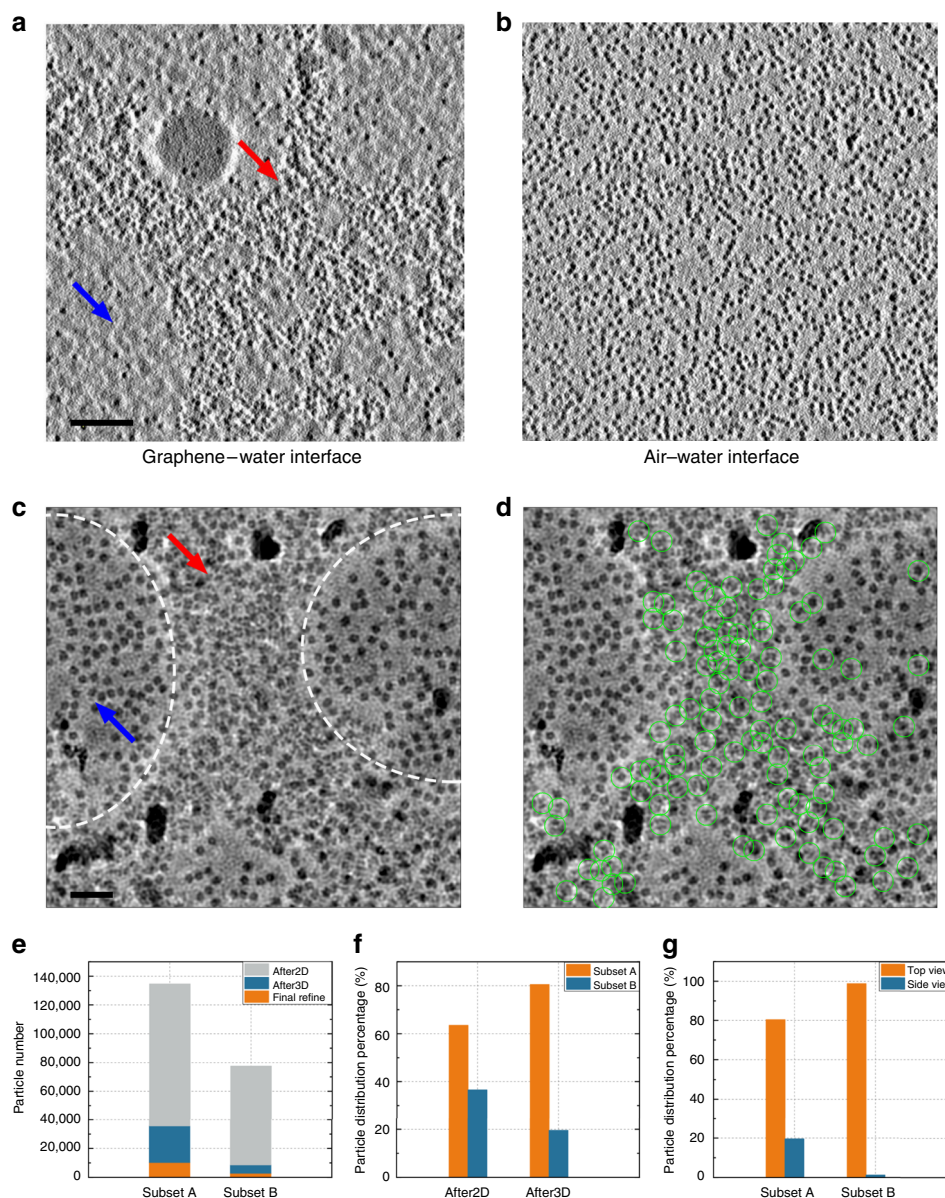 a
b
Graphene–water interface
Air–water interface
c
d
e
f
g
Particle number
140,000
120,000
100,000
80,000
60,000
40,000
20,000
0
After2D
After3D
Final refine
Subset A
Subset B
Particle distribution percentage (%)
80
60
40
20
0
Subset A
Subset B
After2D
After3D
Particle distribution percentage (%)
100
80
60
40
20
0
Top view
Side view
Subset A
Subset B